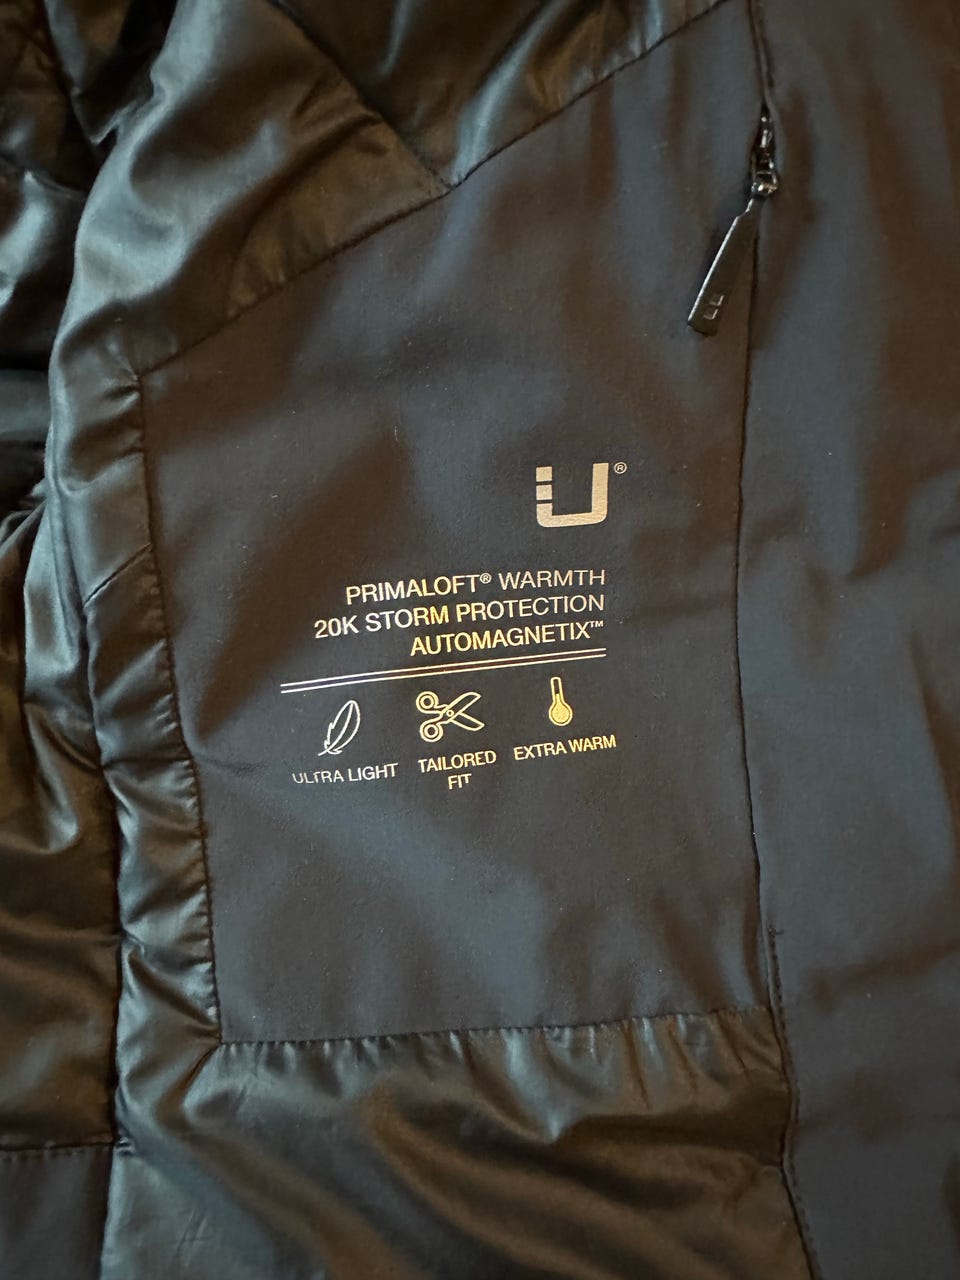 U®
PRIMALOFT® WARMTH
20K STORM PROTECTION
AUTOMAGNETIX™
ULTRA LIGHT
TAILORED
FIT
EXTRA WARM